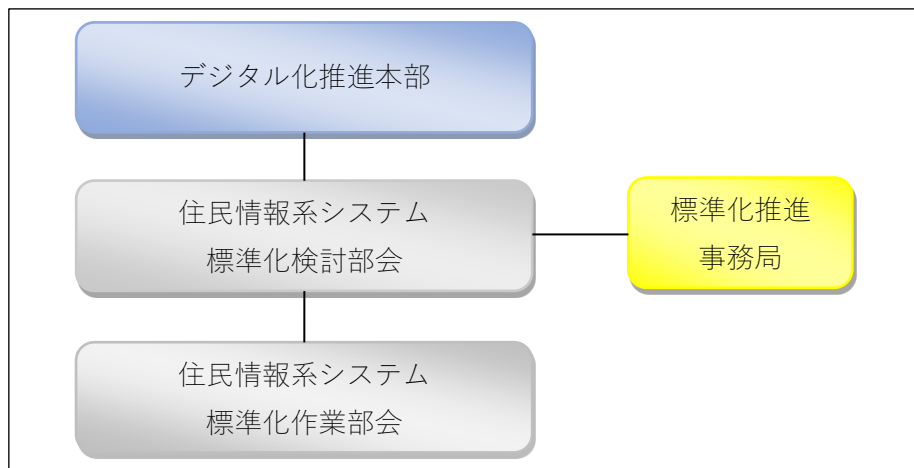 デジタル化推進本部
住民情報系システム
標準化検討部会
標準化推進
事務局
住民情報系システム
標準化作業部会